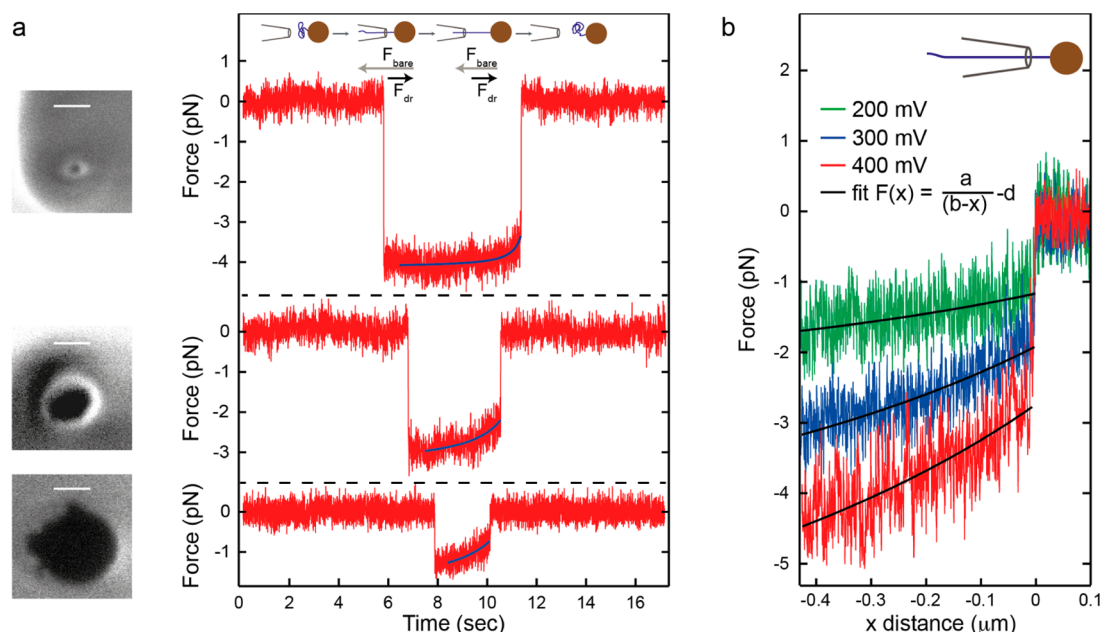 a
F_bare
F_bare
F_dr
F_dr
Force (pN)
1
0
-1
-2
-3
-4
Force (pN)
0
-1
-2
-3
Force (pN)
0
-1
0 2 4 6 8 10 12 14 16
Time (sec)
b
200 mV
300 mV
400 mV
fit F(x) = a/(b-x) -d
Force (pN)
2
1
0
-1
-2
-3
-4
-5
-0.4 -0.3 -0.2 -0.1 0 0.1
x distance (μm)